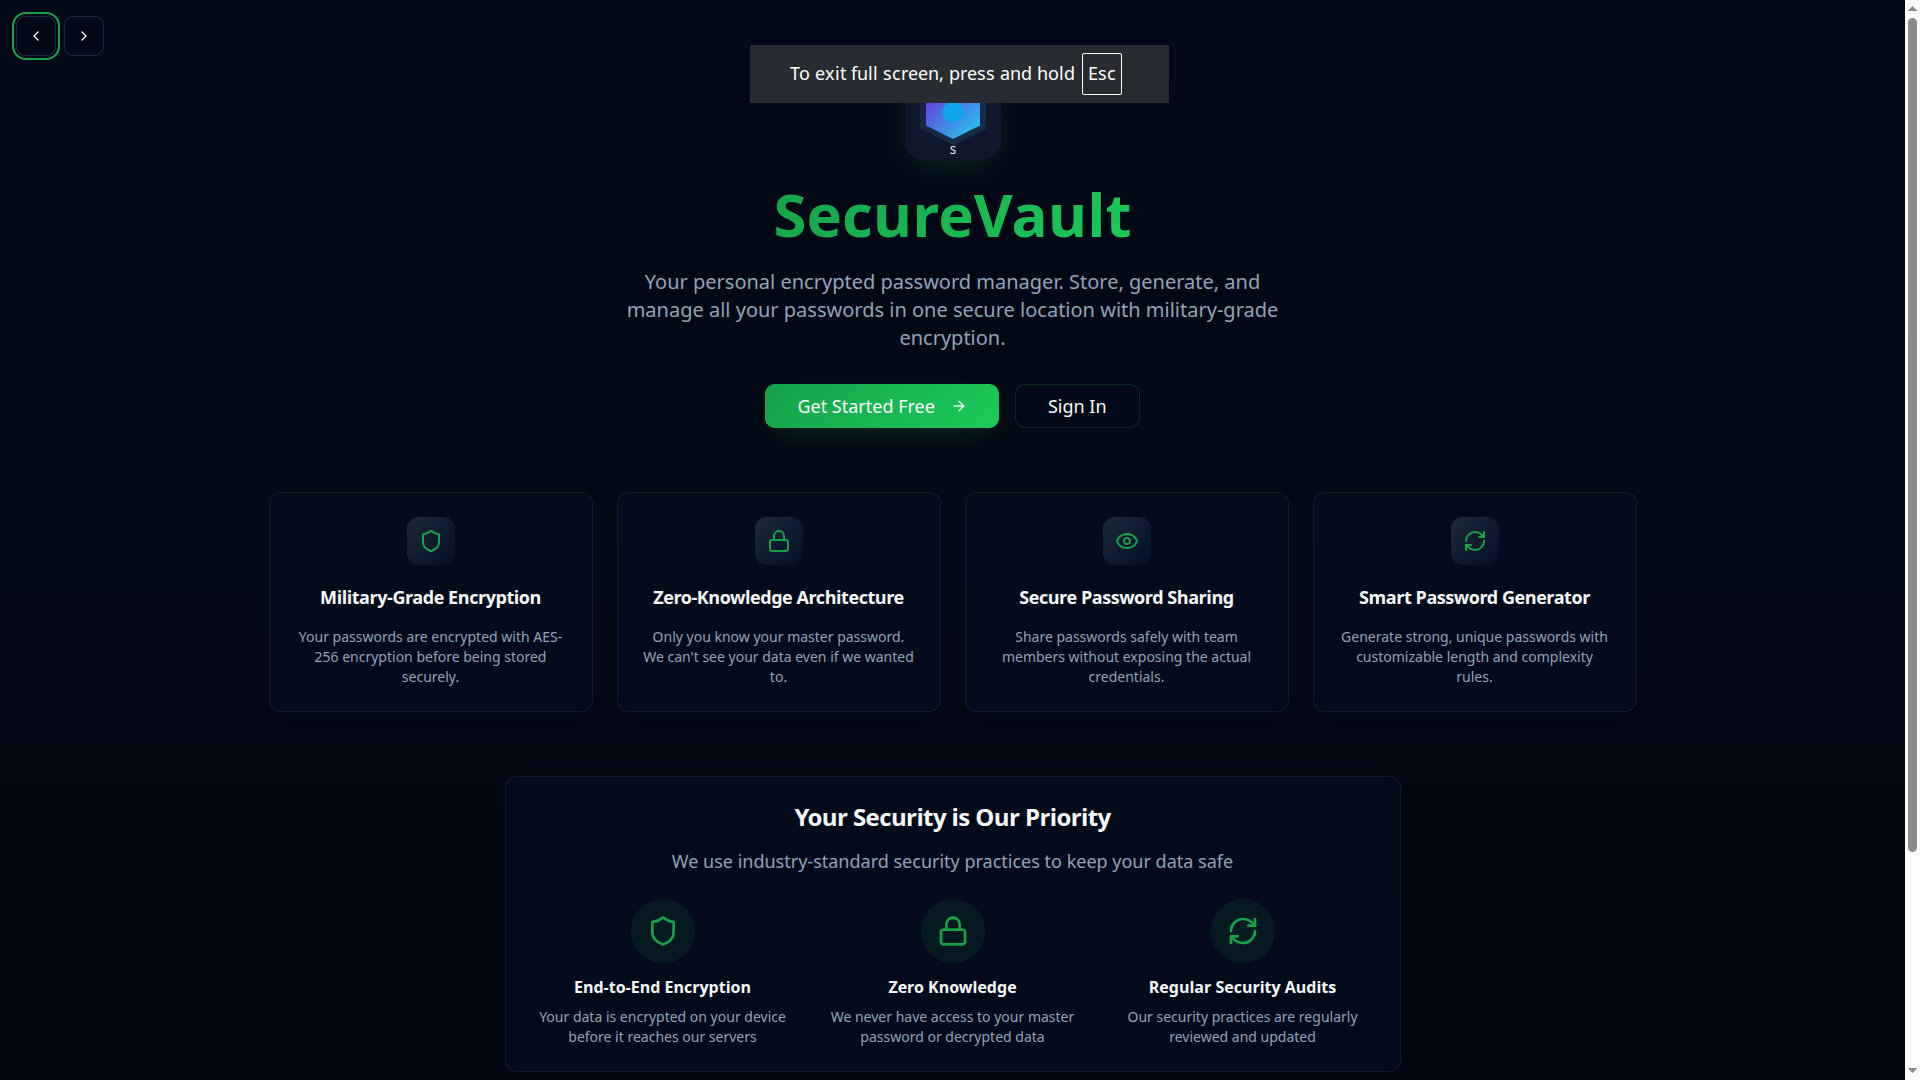 To exit full screen, press and hold Esc
S
SecureVault
Your personal encrypted password manager. Store, generate, and
manage all your passwords in one secure location with military-grade
encryption.
Get Started Free
Sign In
Military-Grade Encryption
Your passwords are encrypted with AES-
256 encryption before being stored
securely.
Zero-Knowledge Architecture
Only you know your master password.
We can't see your data even if we wanted
to.
Secure Password Sharing
Share passwords safely with team
members without exposing the actual
credentials.
Smart Password Generator
Generate strong, unique passwords with
customizable length and complexity
rules.
Your Security is Our Priority
We use industry-standard security practices to keep your data safe
End-to-End Encryption
Your data is encrypted on your device
before it reaches our servers
Zero Knowledge
We never have access to your master
password or decrypted data
Regular Security Audits
Our security practices are regularly
reviewed and updated